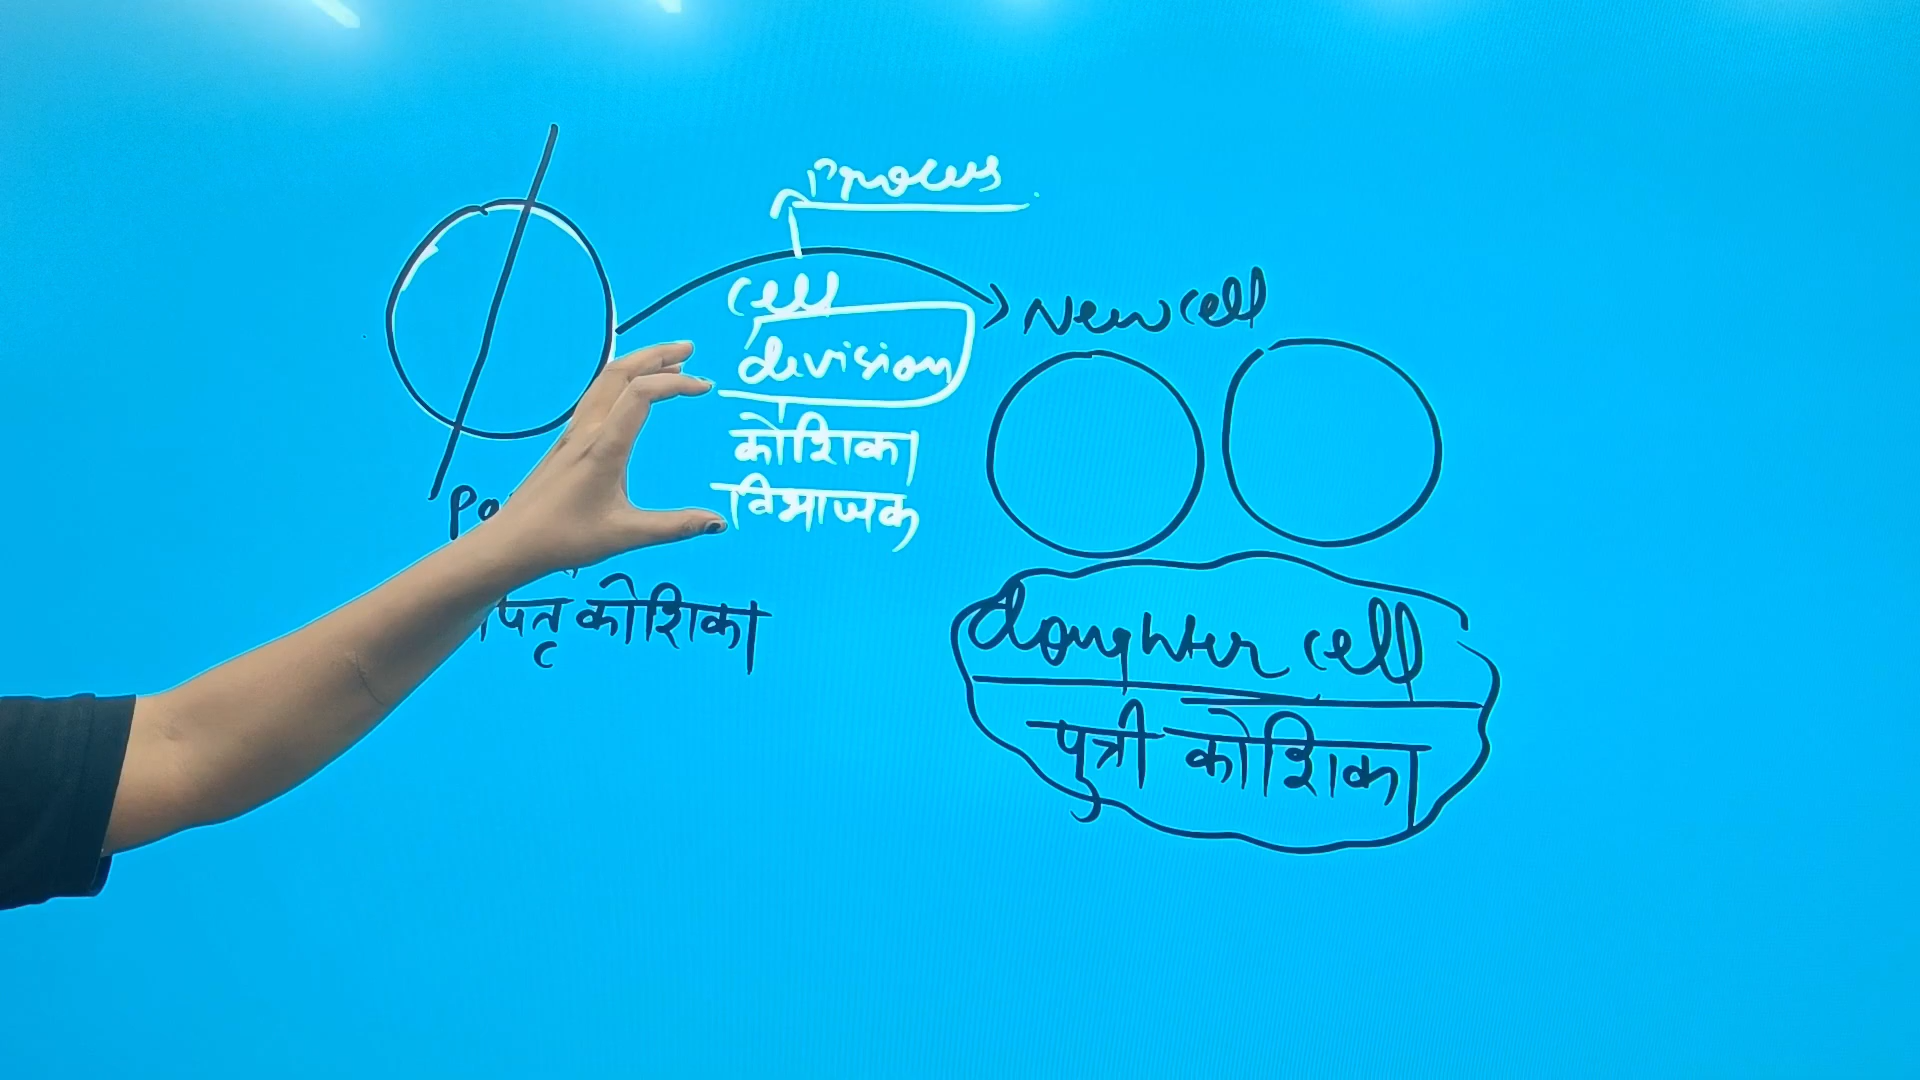 Process
Cell
division
कोशिका
विभाजक
New cell
कोशिका
daughter cell
पुत्री कोशिका